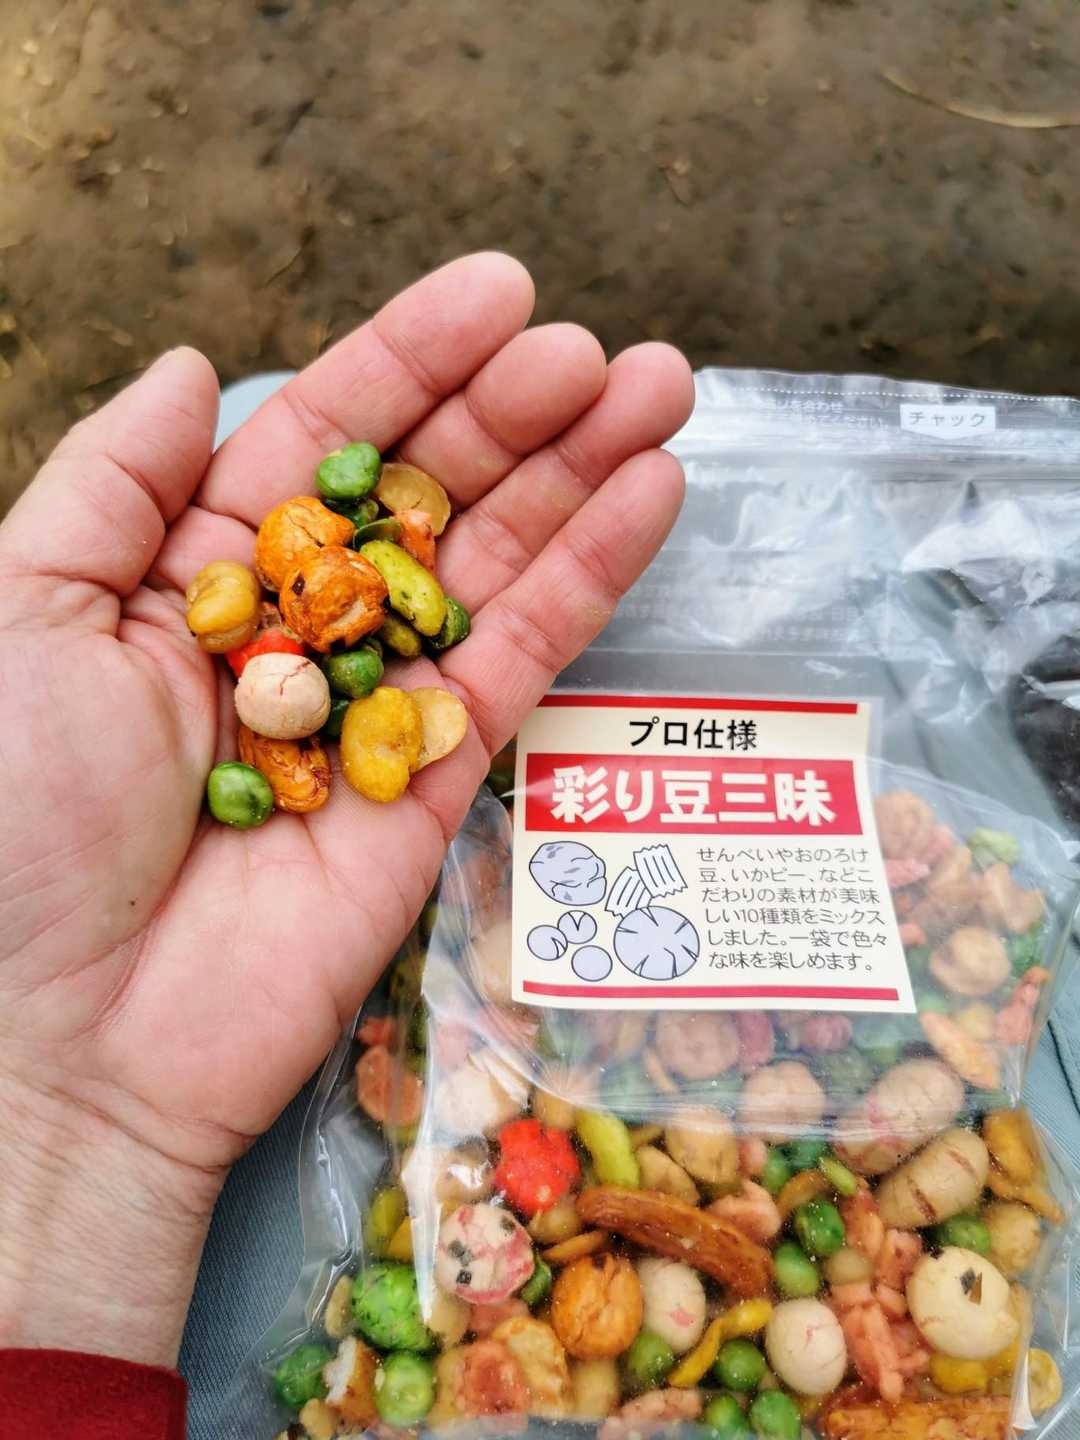 チャック
プロ仕様
彩り豆三昧
せんべいやおのろけ
豆、いかピー、などこ
だわりの素材が美味
しい10種類をミックス
しました。一袋で色々
な味を楽しめます。